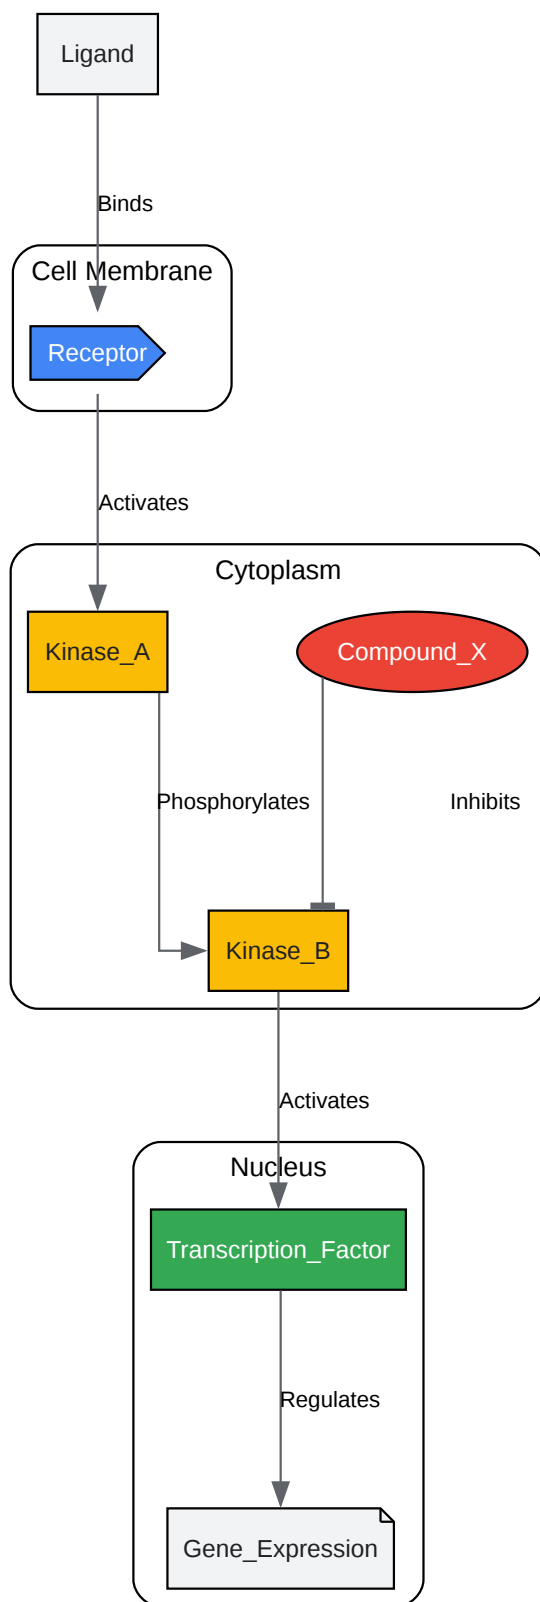 Ligand
Binds
Cell Membrane
Receptor
Activates
Cytoplasm
Kinase_A
Compound_X
Phosphorylates
Inhibits
Kinase_B
Activates
Nucleus
Transcription_Factor
Regulates
Gene_Expression